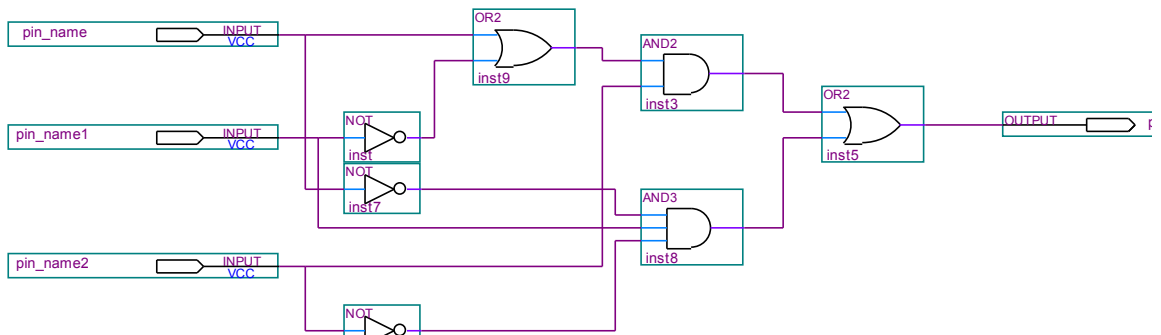 OR2
pin_name INPUT
VCC
AND2
inst9
OR2
inst3
NOT
pin_name1 INPUT
VCC
OUTPUT
inst
inst5
NOT
AND3
inst7
pin_name2 INPUT
VCC
inst8
NOT